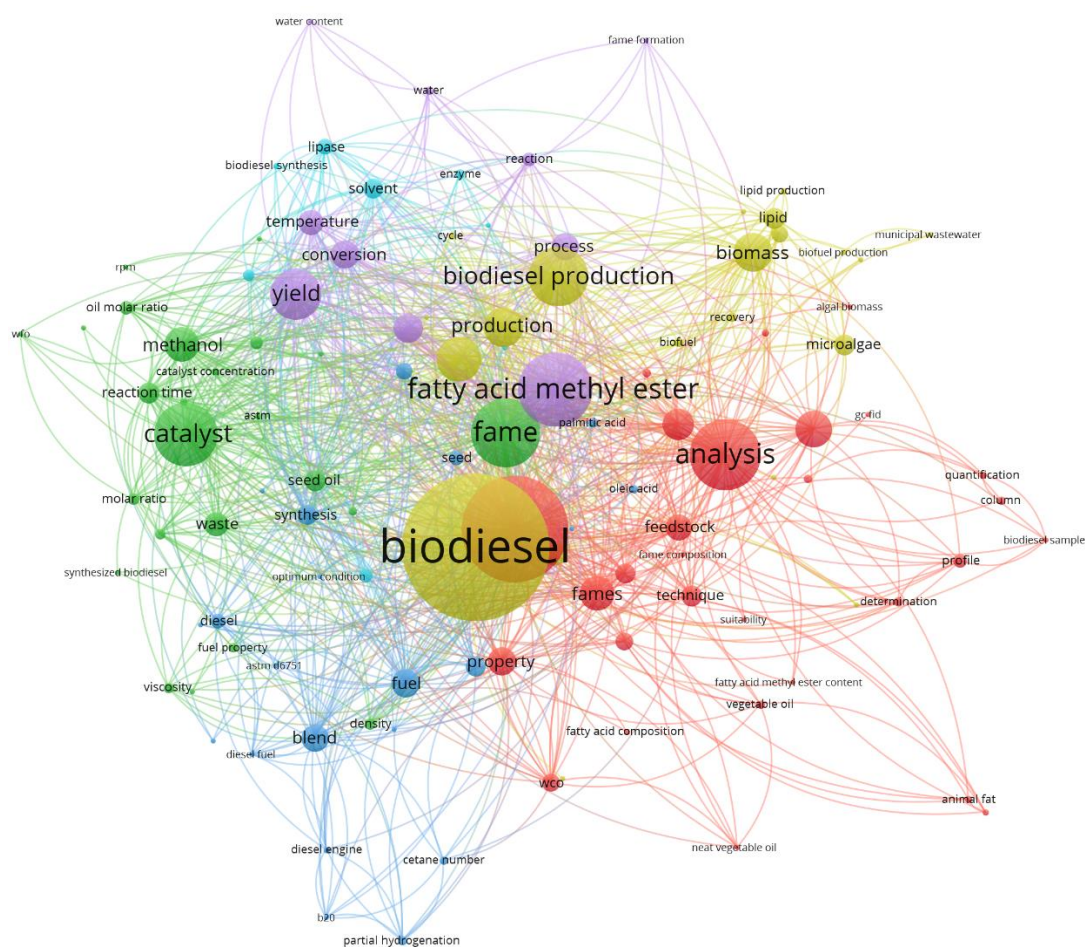 water content
fame formation
water
lipase
biodiesel synthesis
reaction
enzyme
solvent
lipid production
temperature
lipid
cycle
municipal wastewater
process
conversion
biomass
biofuel production
rpm
biodiesel production
yield
oil molar ratio
algal biomass
recovery
production
wfo
methanol
biofuel
microalgae
catalyst concentration
fatty acid methyl ester
reaction time
astm
palmitic acid
gc fid
catalyst
fame
analysis
seed
seed oil
oleic acid
quantification
molar ratio
column
synthesis
waste
feedstock
biodiesel
biodiesel sample
fame composition
profile
synthesized biodiesel
optimum condition
fames
technique
determination
diesel
suitability
fuel property
astm d6751
property
viscosity
fuel
fatty acid methyl ester content
vegetable oil
density
blend
fatty acid composition
diesel fuel
wco
animal fat
diesel engine
cetane number
neat vegetable oil
b20
partial hydrogenation